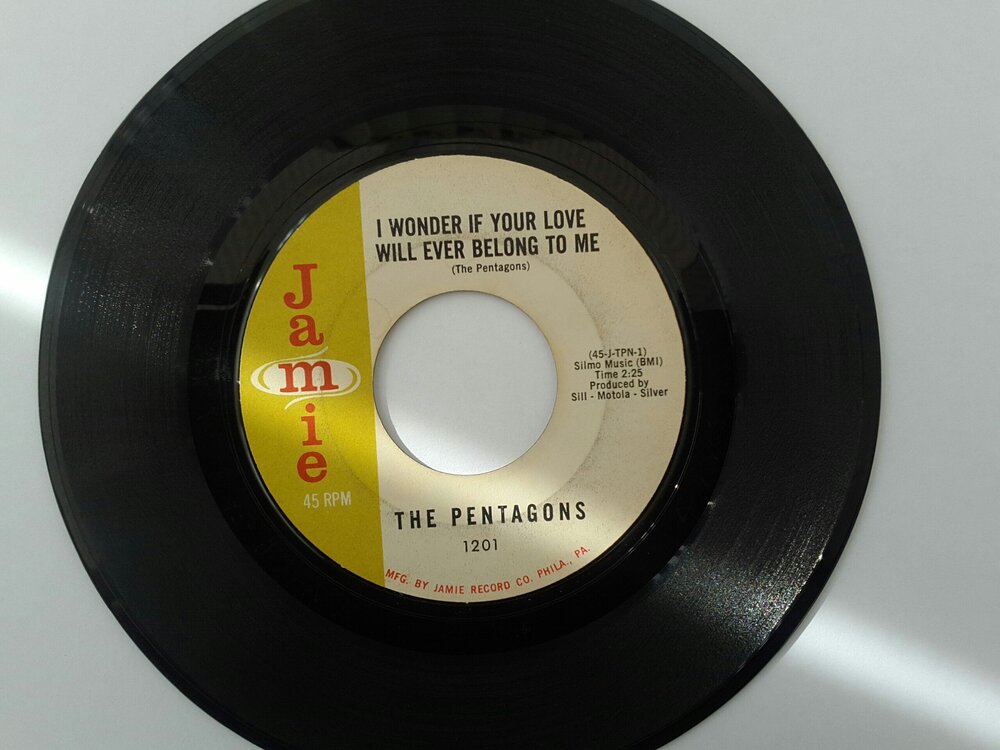 I WONDER IF YOUR LOVE
WILL EVER BELONG TO ME
(The Pentagons)
Jamie
45 RPM
(45-J-TPN-1)
Silmo Music (BMI)
Time 2:25
Produced by
Sill - Motola - Silver
THE PENTAGONS
1201
MFG. BY JAMIE RECORD CO. PHILA., PA.